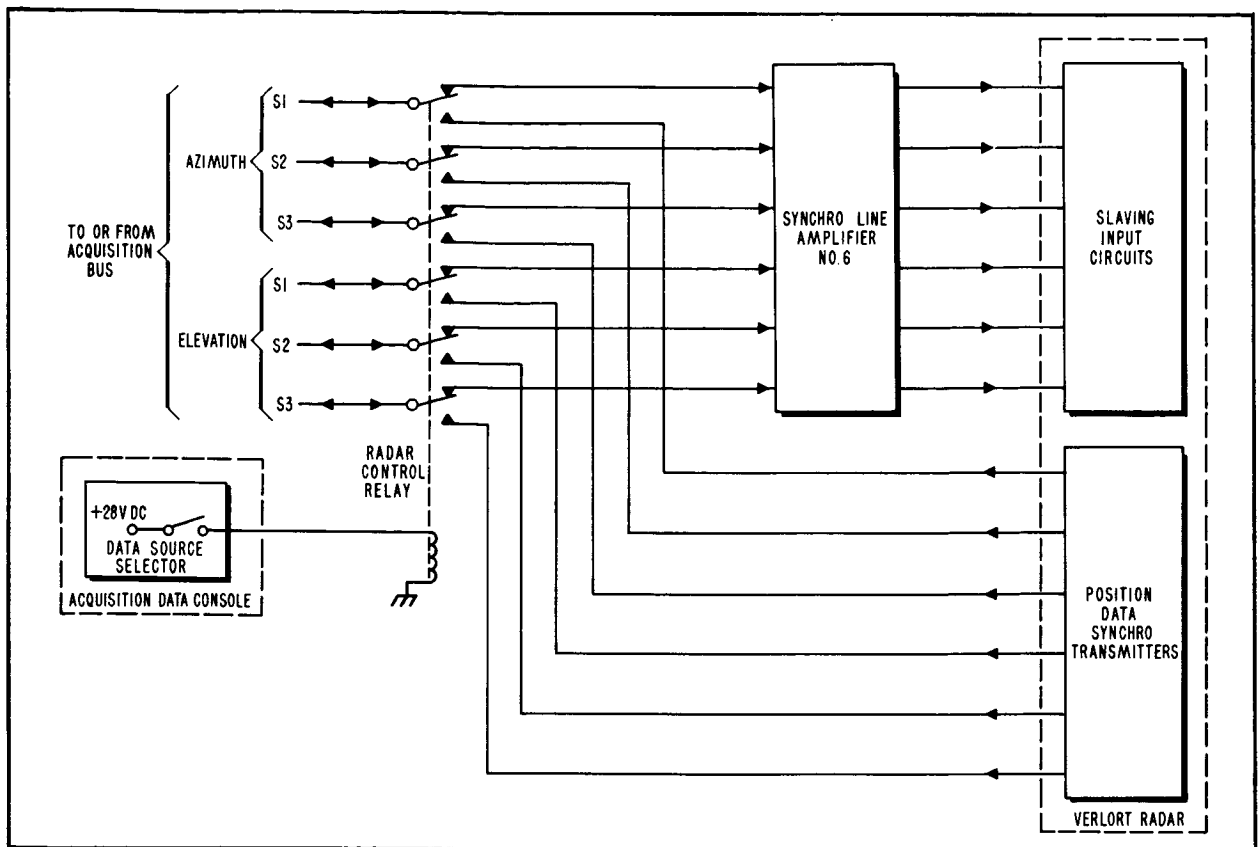 TO OR FROM
ACQUISITION
BUS
AZIMUTH
S1
S2
S3
ELEVATION
S1
S2
S3
RADAR
CONTROL
RELAY
+28V DC
DATA SOURCE
SELECTOR
ACQUISITION DATA CONSOLE
SYNCHRO LINE
AMPLIFIER
NO.6
SLAVING
INPUT
CIRCUITS
POSITION
DATA
SYNCHRO
TRANSMITTERS
VERLORT RADAR